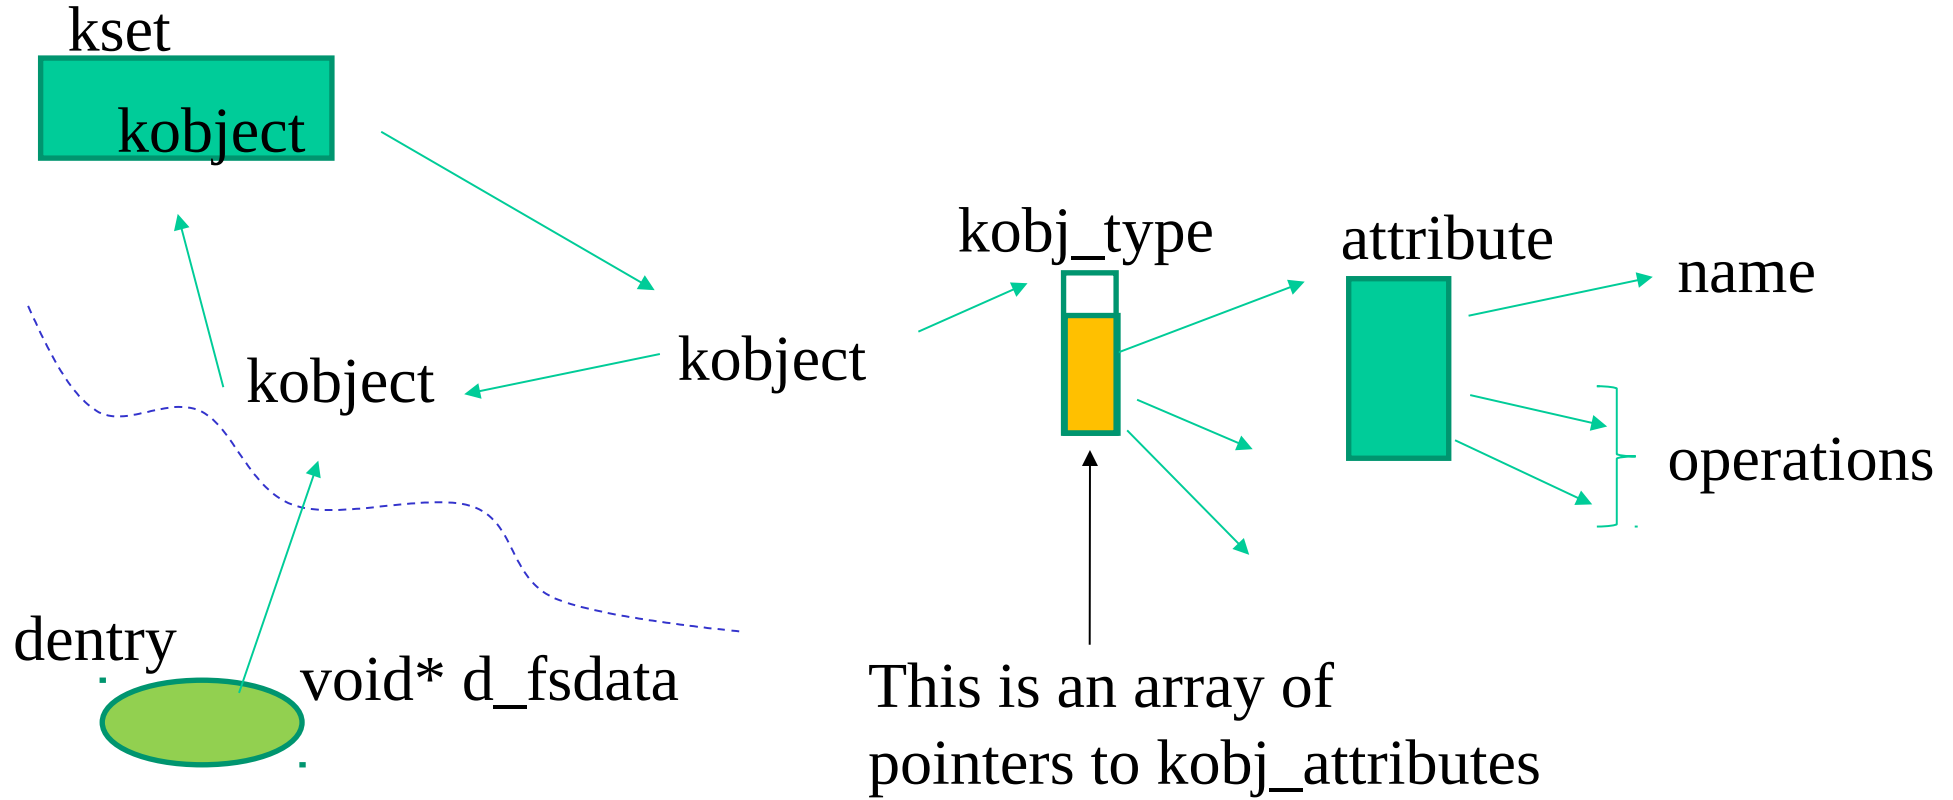 kset
kobject
kobj_type
attribute
name
kobject
kobject
operations
dentry
void* d_fsdata
This is an array of
pointers to kobj_attributes